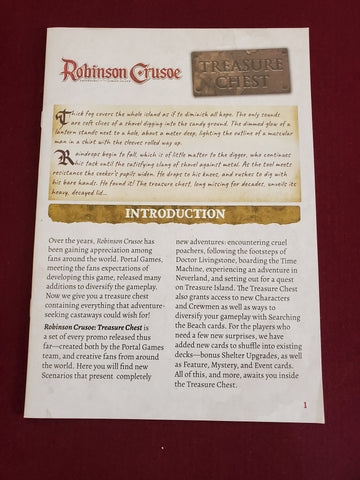 Robinson Crusoe
TREASURE
CHEST
Thick fog covers the whole island as if to diminish all hope. The only sounds
are soft slices of a shovel digging into the sandy ground. The dimmed glow of a
lantern stands next to a hole, about a meter deep, lighting the outline of a muscular
man in a shirt with the sleeves rolled way up.
Raindrops begin to fall, which is of little matter to the digger, who continues
his task until the satisfying clang of shovel against metal. As the tool meets
resistance the seeker's pupils widen. He drops to his knees, and rushes to dig with
his bare hands. He found it! The treasure chest, long missing for decades, unveils its
heavy, decayed lid...
INTRODUCTION
Over the years, Robinson Crusoe has
been gaining appreciation among
fans around the world. Portal Games,
meeting the fans expectations of
developing this game, released many
additions to diversify the gameplay.
Now we give you a treasure chest
containing everything that adventure-
seeking castaways could wish for!
Robinson Crusoe: Treasure Chest is
a set of every promo released thus
far—created both by the Portal Games
team, and creative fans from around
the world. Here you will find new
Scenarios that present completely
new adventures: encountering cruel
poachers, following the footsteps of
Doctor Livingstone, boarding the Time
Machine, experiencing an adventure in
Neverland, and setting out for a quest
on Treasure Island. The Treasure Chest
also grants access to new Characters
and Crewmen as well as ways to
diversify your gameplay with Searching
the Beach cards. For the players who
need a few new surprises, we have
added new cards to shuffle into existing
decks—bonus Shelter Upgrades, as well
as Feature, Mystery, and Event cards.
All of this, and more, awaits you inside
the Treasure Chest.
1